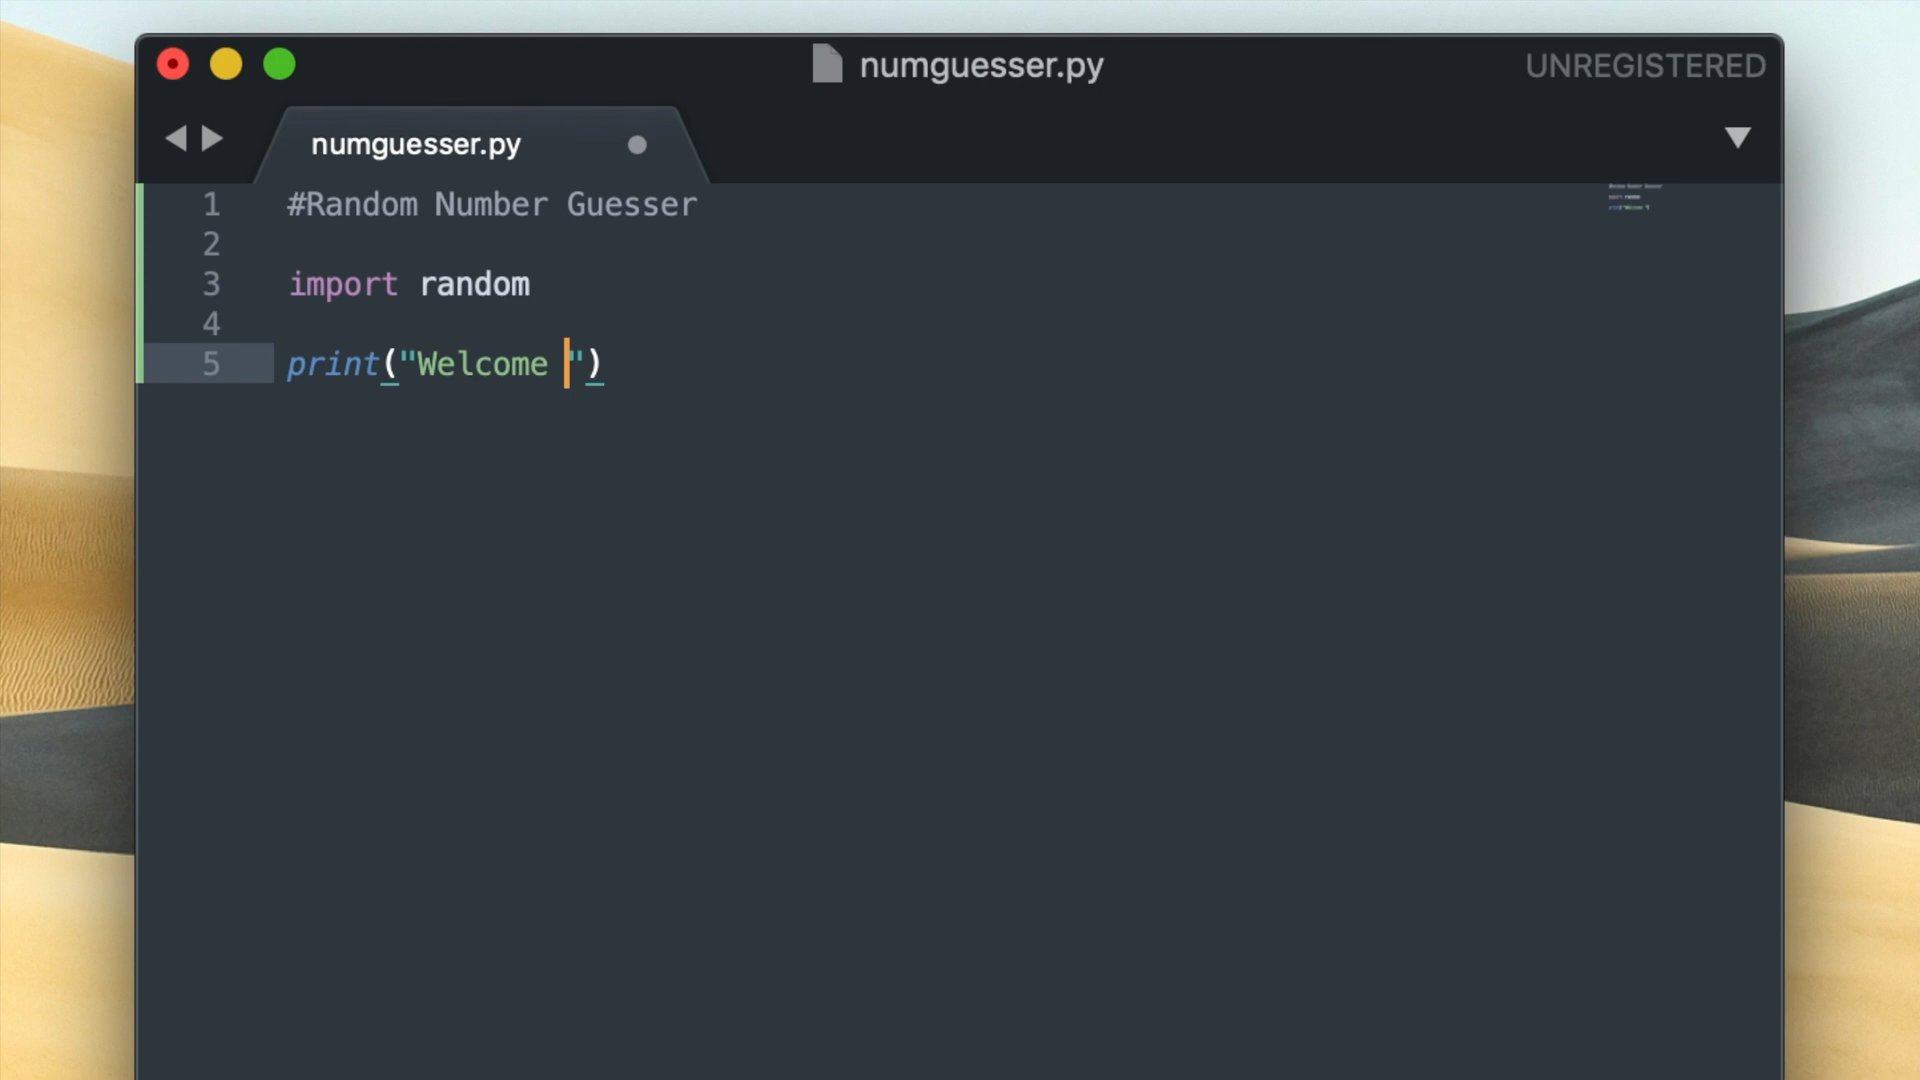 numguesser.py
UNREGISTERED
numguesser.py
1 #Random Number Guesser
2
3 import random
4
5 print("Welcome ")